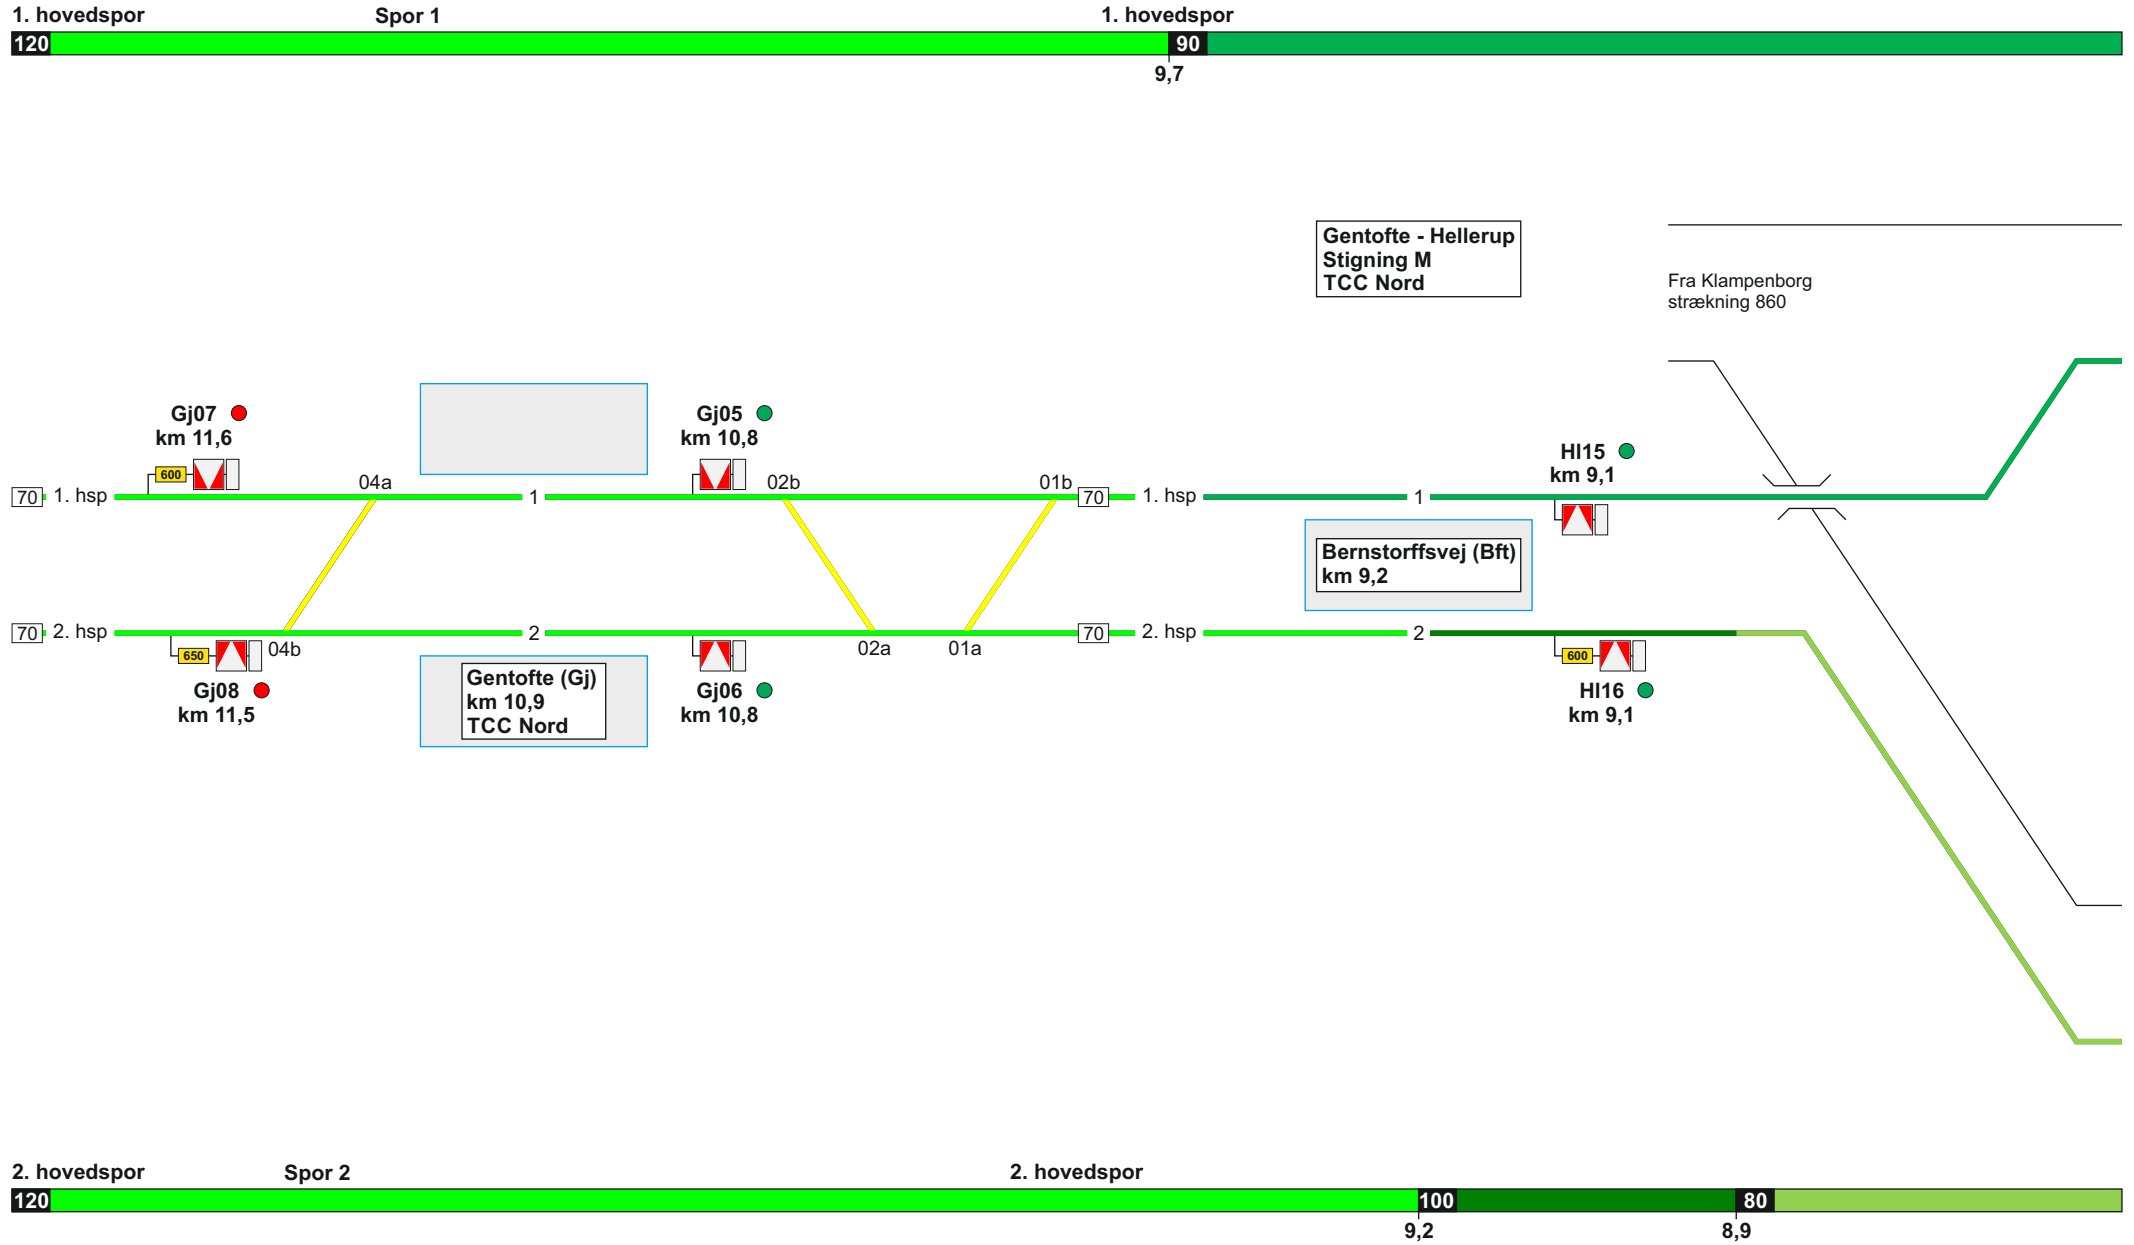 1. hovedspor
Spor 1
1. hovedspor
120
90
9,7
Gentofte - Hellerup
Stigning M
TCC Nord
Fra Klampenborg
strækning 860
Gj07
km 11,6
600
Gj05
km 10,8
Hl15
km 9,1
04a
02b
01b
70
1. hsp
1
70
1. hsp
1
Bernstorffsvej (Bft)
km 9,2
70
2. hsp
2
70
2. hsp
2
650
04b
02a
01a
600
Gj08
km 11,5
Gentofte (Gj)
km 10,9
TCC Nord
Gj06
km 10,8
Hl16
km 9,1
2. hovedspor
Spor 2
2. hovedspor
120
100
80
9,2
8,9